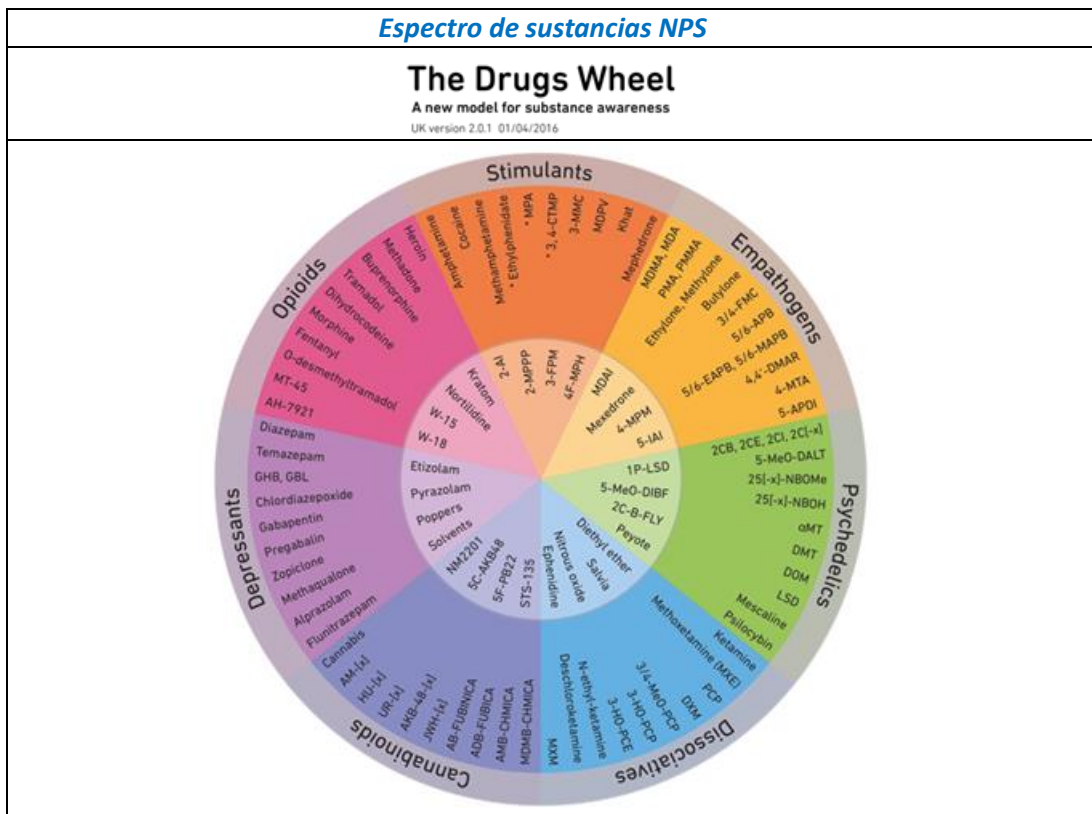 Espectro de sustancias NPS
The Drugs Wheel
A new model for substance awareness
UK version 2.0.1 01/04/2016
Stimulants
Amphetamine
Cocaine
Methamphetamine
* Ethylphenidate
* MPA
* 3, 4-CTMP
3-MMC
MDPV
Khat
Mephedrone
2-AI
2-MPPP
3-FPM
4F-MPH
Empathogens
MDMA, MDA
PMA, PMMA
Ethylone, Methylone
Butylone
3/4-FMC
5/6-APB
5/6-EAPB, 5/6-MAPB
4,4'-DMAR
4-MTA
5-APDI
MDAI
Mexedrone
4-MPM
5-IAI
Psychedelics
2CB, 2CE, 2CI, 2C[-x]
5-MeO-DALT
25[-x]-NBOMe
25[-x]-NBOH
αMT
DMT
DOM
LSD
Mescaline
Psilocybin
1P-LSD
5-MeO-DIBF
2C-B-FLY
Peyote
Dissociatives
Ketamine
Methoxetamine (MXE)
PCP
DXM
3/4-MeO-PCP
3-HO-PCP
3-HO-PCE
N-ethyl-ketamine
Deschloroketamine
MXM
Diethyl ether
Salvia
Nitrous oxide
Ephenidine
Cannabinoids
MDMB-CHMICA
AMB-CHMICA
ADB-FUBICA
AB-FUBINICA
JWH-[x]
AKB-48-[x]
UR-[x]
HU-[x]
AM-[x]
Cannabis
STS-135
5F-PB22
5C-AKB48
NM2201
Depressants
Flunitrazepam
Alprazolam
Methaqualone
Zopiclone
Pregabalin
Gabapentin
Chlordiazepoxide
GHB, GBL
Temazepam
Diazepam
Solvents
Poppers
Pyrazolam
Etizolam
Opioids
AH-7921
MT-45
O-desmethyltramadol
Fentanyl
Morphine
Dihydrocodeine
Tramadol
Buprenorphine
Methadone
Heroin
W-18
W-15
Nortilidine
Kratom